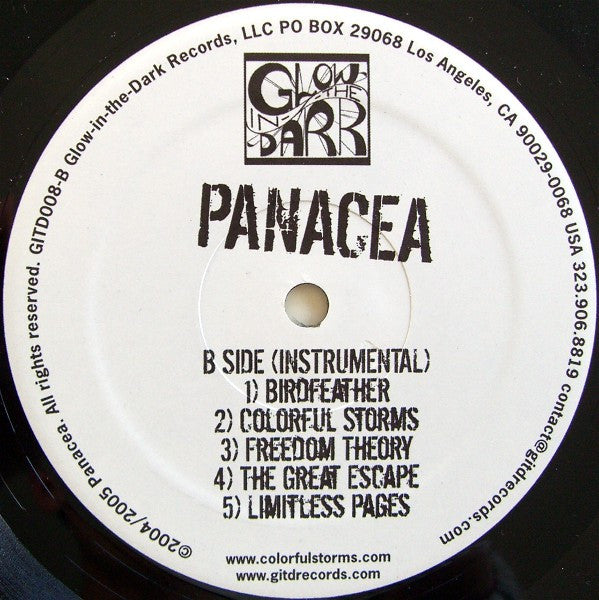 ©2004/2005 Panacea. All rights reserved. GITD008-B Glow-in-the-Dark Records, LLC PO BOX 29068 Los Angeles, CA 90029-0068 USA 323.906.8819 contact@gitdrecords.com
GLOW
IN THE
DARK
PANACEA
B SIDE (INSTRUMENTAL)
1) BIRDFEATHER
2) COLORFUL STORMS
3) FREEDOM THEORY
4) THE GREAT ESCAPE
5) LIMITLESS PAGES
www.colorfulstorms.com
www.gitdrecords.com